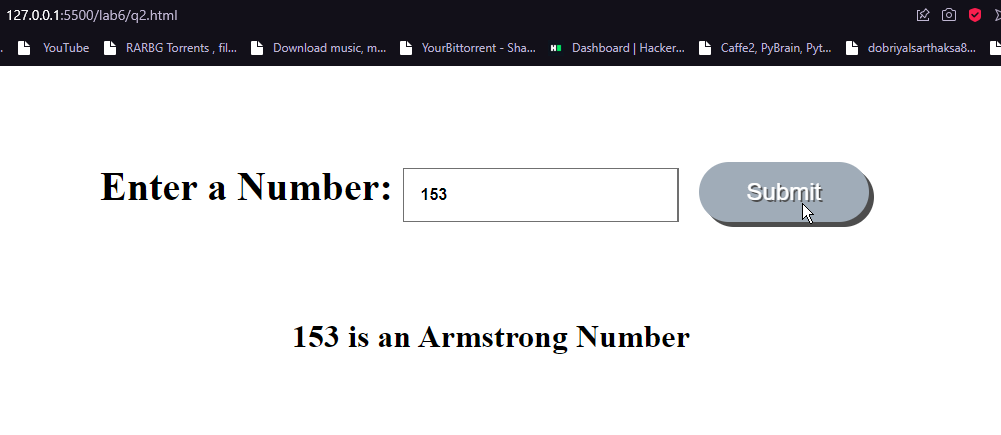 127.0.0.1:5500/lab6/q2.html
. YouTube RARBG Torrents , fil... Download music, m... YourBittorrent - Sha... Dashboard | Hacker... Caffe2, PyBrain, Pyt... dobriyalsarthaksa8...
Enter a Number: 153 Submit
153 is an Armstrong Number